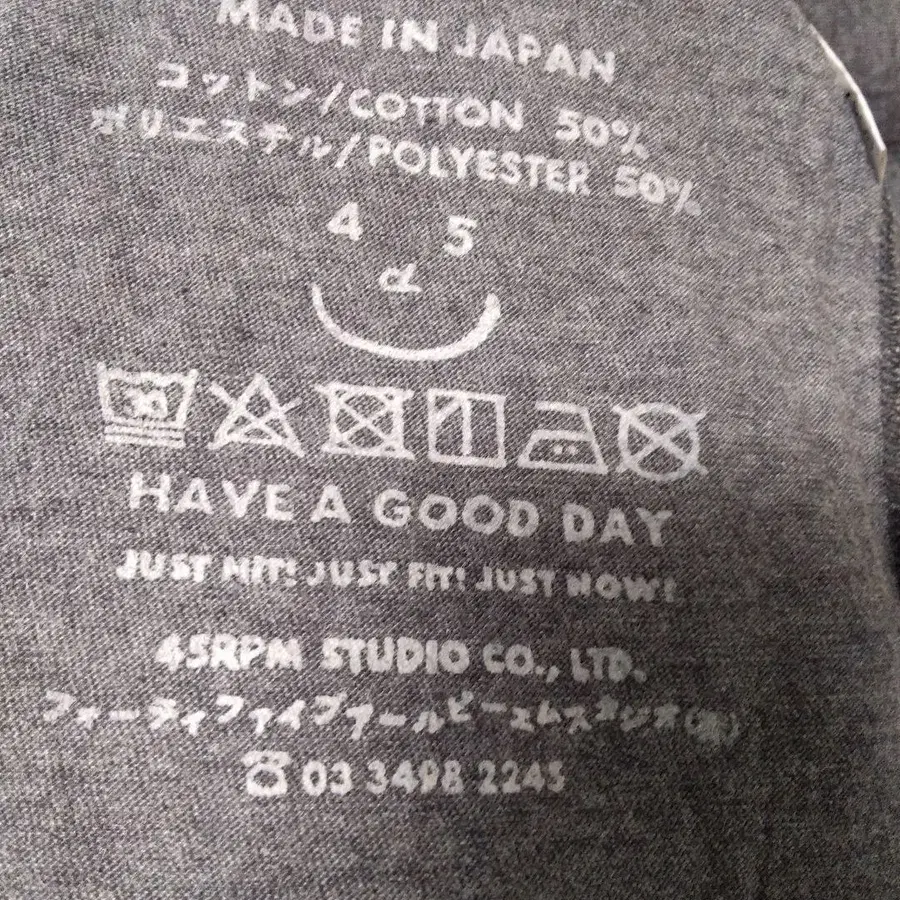 MADE IN JAPAN
コットン/COTTON 50%
ポリエステル/POLYESTER 50%
4 5
R
30
HAVE A GOOD DAY
JUST HIT! JUST FIT! JUST NOW!
45RPM STUDIO CO., LTD.
フォーティファイブアールピーエムスタジオ(株)
☎03 3498 2245